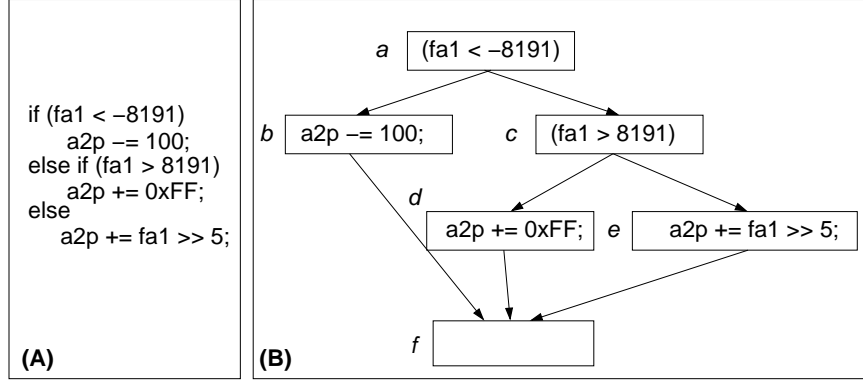 if (fa1 < −8191)
a2p −= 100;
else if (fa1 > 8191)
a2p += 0xFF;
else
a2p += fa1 >> 5;
(A)
a (fa1 < −8191)
b a2p −= 100; c (fa1 > 8191)
d
a2p += 0xFF; e a2p += fa1 >> 5;
f
(B)